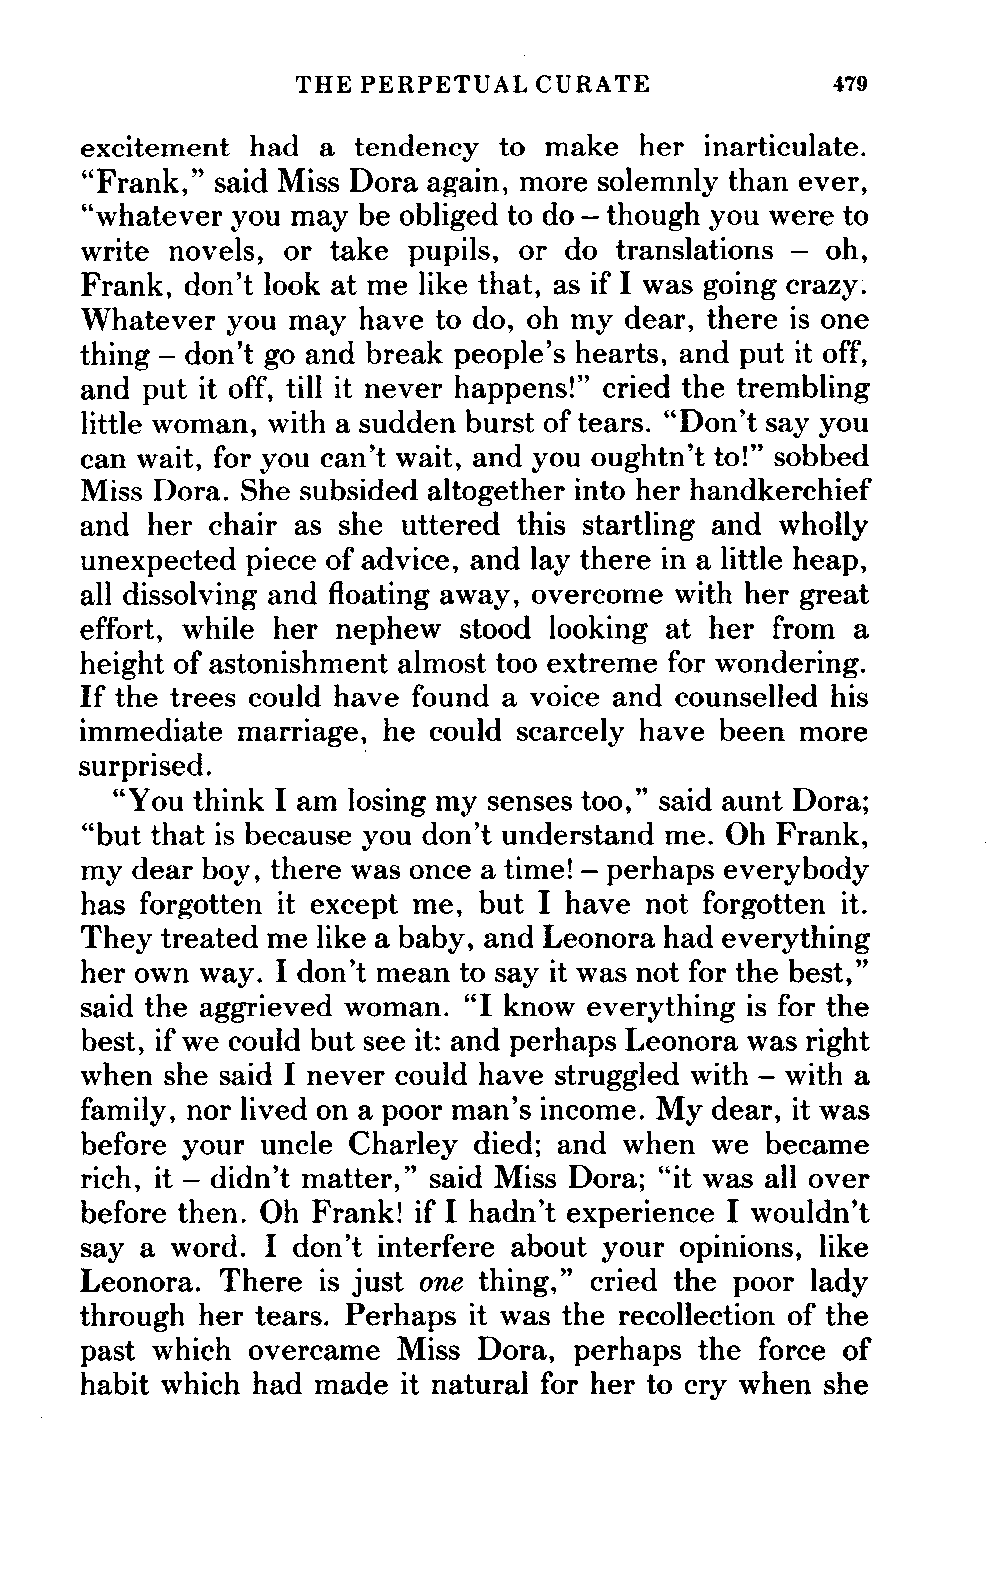 THE PERPETUAL CURATE 479
excitement had a tendency to make her inarticulate.
“Frank,” said Miss Dora again, more solemnly than ever,
“whatever you may be obliged to do – though you were to
write novels, or take pupils, or do translations – oh,
Frank, don’t look at me like that, as if I was going crazy.
Whatever you may have to do, oh my dear, there is one
thing – don’t go and break people’s hearts, and put it off,
and put it off, till it never happens!” cried the trembling
little woman, with a sudden burst of tears. “Don’t say you
can wait, for you can’t wait, and you oughtn’t to!” sobbed
Miss Dora. She subsided altogether into her handkerchief
and her chair as she uttered this startling and wholly
unexpected piece of advice, and lay there in a little heap,
all dissolving and floating away, overcome with her great
effort, while her nephew stood looking at her from a
height of astonishment almost too extreme for wondering.
If the trees could have found a voice and counselled his
immediate marriage, he could scarcely have been more
surprised.
“You think I am losing my senses too,” said aunt Dora;
“but that is because you don’t understand me. Oh Frank,
my dear boy, there was once a time! – perhaps everybody
has forgotten it except me, but I have not forgotten it.
They treated me like a baby, and Leonora had everything
her own way. I don’t mean to say it was not for the best,”
said the aggrieved woman. “I know everything is for the
best, if we could but see it: and perhaps Leonora was right
when she said I never could have struggled with – with a
family, nor lived on a poor man’s income. My dear, it was
before your uncle Charley died; and when we became
rich, it – didn’t matter,” said Miss Dora; “it was all over
before then. Oh Frank! if I hadn’t experience I wouldn’t
say a word. I don’t interfere about your opinions, like
Leonora. There is just one thing,” cried the poor lady
through her tears. Perhaps it was the recollection of the
past which overcame Miss Dora, perhaps the force of
habit which had made it natural for her to cry when she